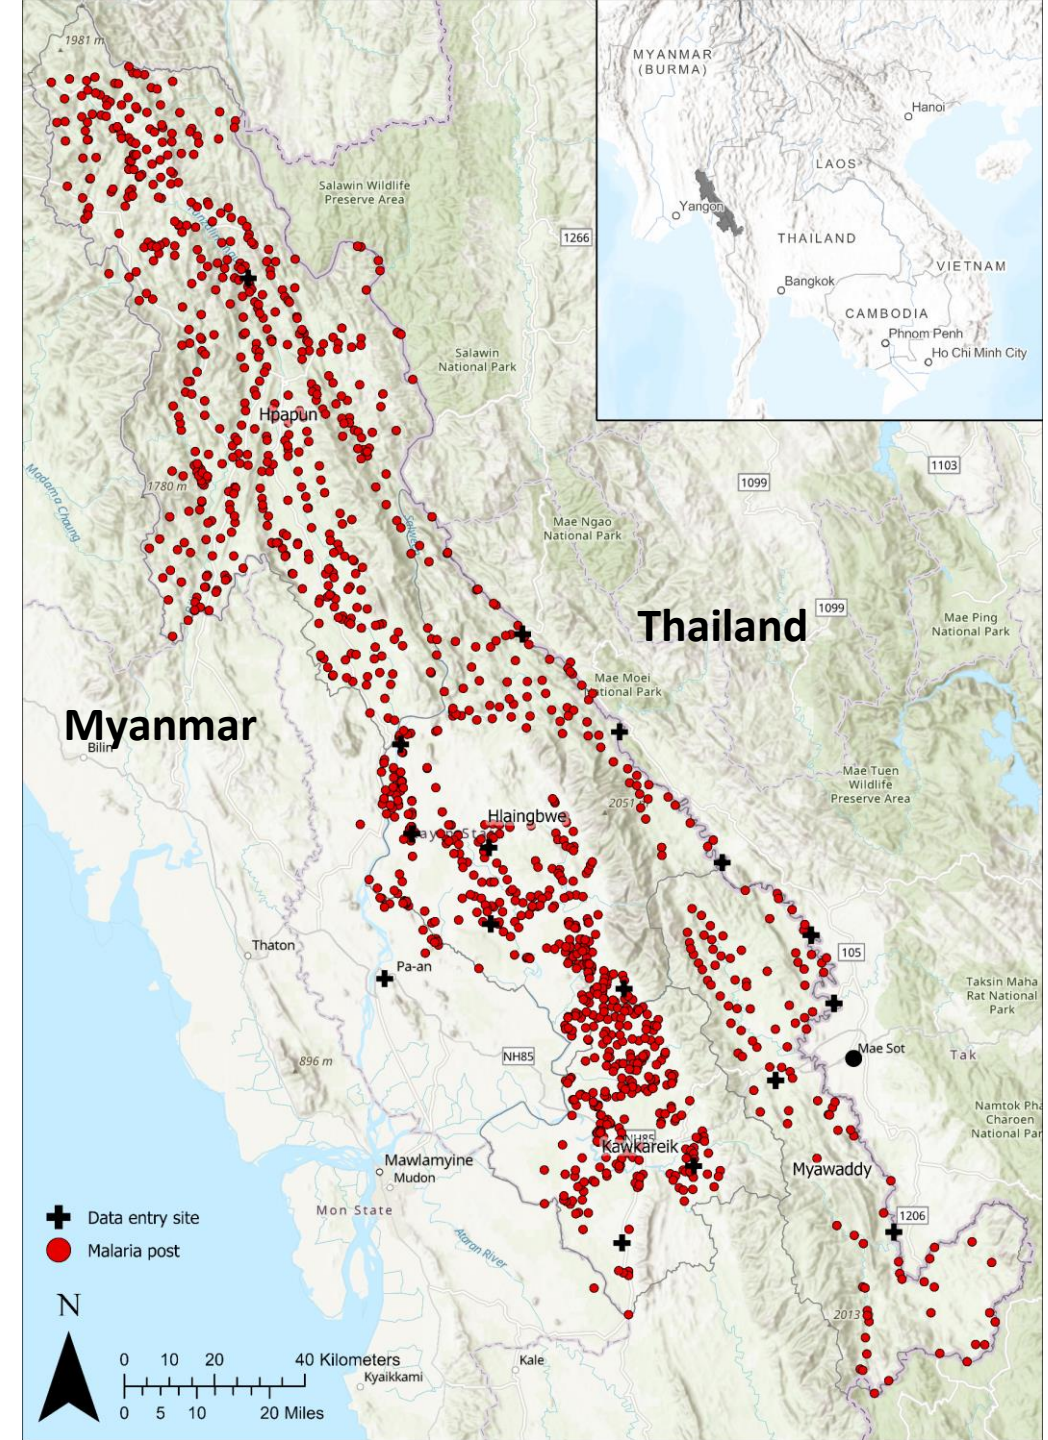 1981 m
MYANMAR
(BURMA)
Hanoi
LAOS
Yangon
THAILAND
VIETNAM
Bangkok
CAMBODIA
Phnom Penh
Ho Chi Minh City
Salawin Wildlife
Preserve Area
1266
Salawin
National Park
Hpapun
1780 m
1103
1099
Mae Ngao
National Park
Thailand
1099
Mae Ping
National Park
Mae Moei
National Park
Myanmar
Bilin
Mae Tuen
Wildlife
Preserve Area
2051
Hlaingbwe
Thaton
Pa-an
105
Taksin Maha
Rat National
Park
Mae Sot
Tak
NH85
896 m
Namtok Pha
Charoen
National Par
NH85
Kawkareik
Mawlamyine
Mudon
Myawaddy
Mon State
1206
Ataran River
Data entry site
Malaria post
N
2013
0 10 20 40 Kilometers
Kale
Kyaikkami
0 5 10 20 Miles